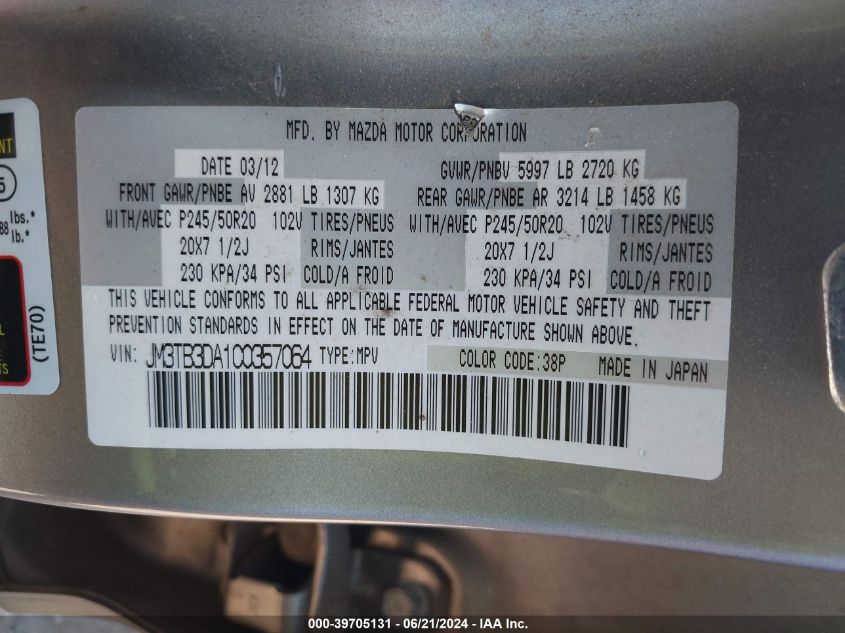 MFD. BY MAZDA MOTOR CORPORATION
DATE 03/12 GVWR/PNBV 5997 LB 2720 KG
FRONT GAWR/PNBE AV 2881 LB 1307 KG REAR GAWR/PNBE AR 3214 LB 1458 KG
WITH/AVEC P245/50R20 102V TIRES/PNEUS WITH/AVEC P245/50R20 102V TIRES/PNEUS
20X7 1/2J RIMS/JANTES 20X7 1/2J RIMS/JANTES
230 KPA/34 PSI COLD/A FROID 230 KPA/34 PSI COLD/A FROID
THIS VEHICLE CONFORMS TO ALL APPLICABLE FEDERAL MOTOR VEHICLE SAFETY AND THEFT
PREVENTION STANDARDS IN EFFECT ON THE DATE OF MANUFACTURE SHOWN ABOVE.
VIN: JM3TB3DA1C0357064 TYPE:MPV COLOR CODE:38P MADE IN JAPAN
lbs.*
lb.*
(TE70)
000-39705131 - 06/21/2024 - IAA Inc.